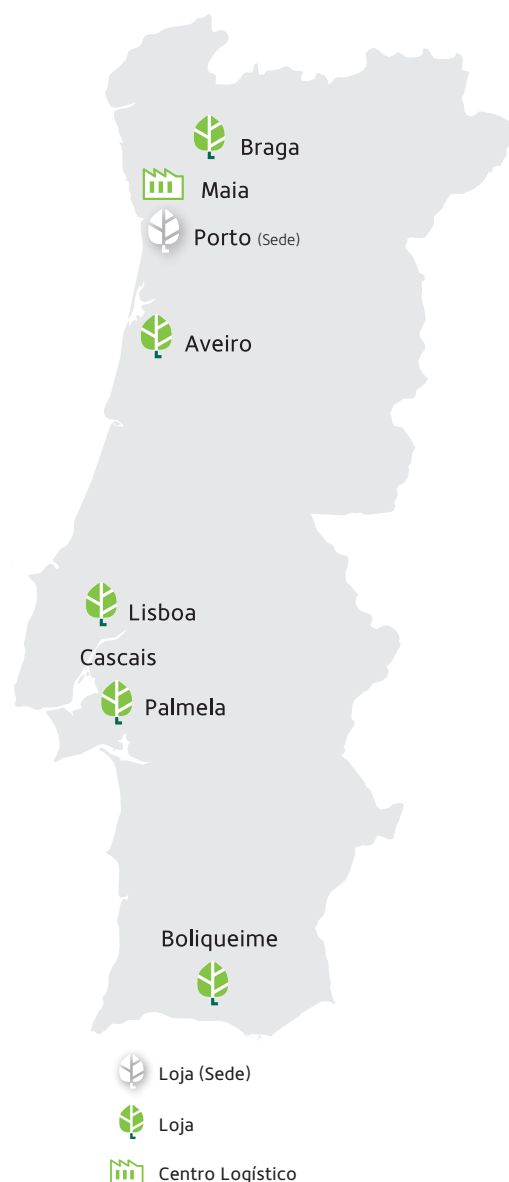 Braga
Maia
Porto (Sede)
Aveiro
Lisboa
Cascais
Palmela
Boliqueime
Loja (Sede)
Loja
Centro Logístico